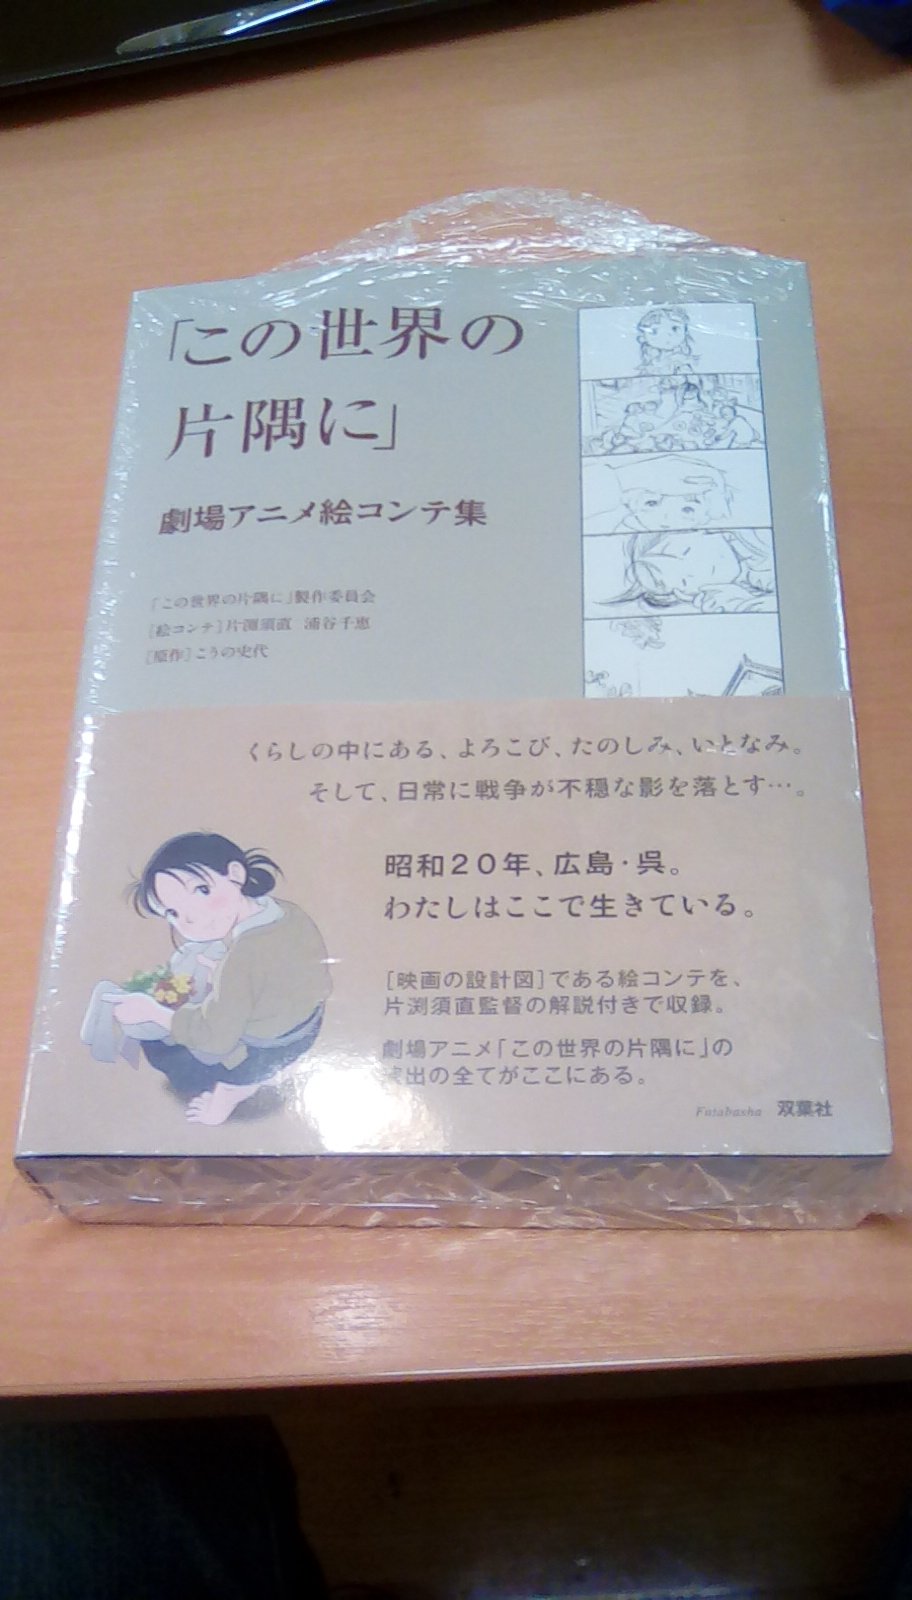 「この世界の
片隅に」
劇場アニメ絵コンテ集
「この世界の片隅に」製作委員会
[絵コンテ]片渕須直 浦谷千恵
[原作]こうの史代
くらしの中にある、よろこび、たのしみ、いとなみ。
そして、日常に戦争が不穏な影を落とす…。
昭和20年、広島・呉。
わたしはここで生きている。
[映画の設計図]である絵コンテを、
片渕須直監督の解説付きで収録。
劇場アニメ「この世界の片隅に」の
演出の全てがここにある。
Futabasha 双葉社